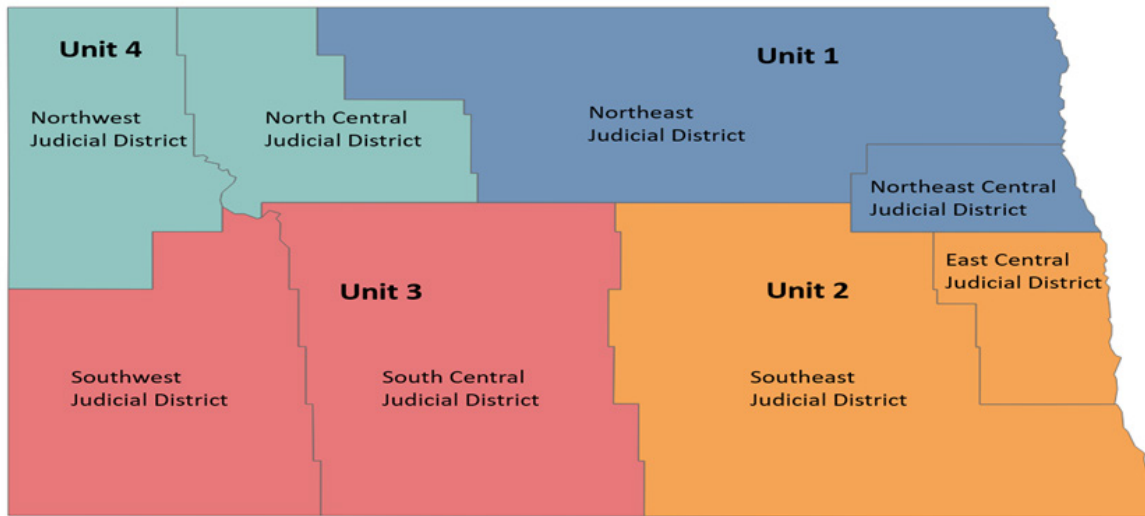 Unit 4
Unit 1
Northwest
Judicial District
North Central
Judicial District
Northeast
Judicial District
Northeast Central
Judicial District
East Central
Judicial District
Unit 3
Unit 2
Southwest
Judicial District
South Central
Judicial District
Southeast
Judicial District